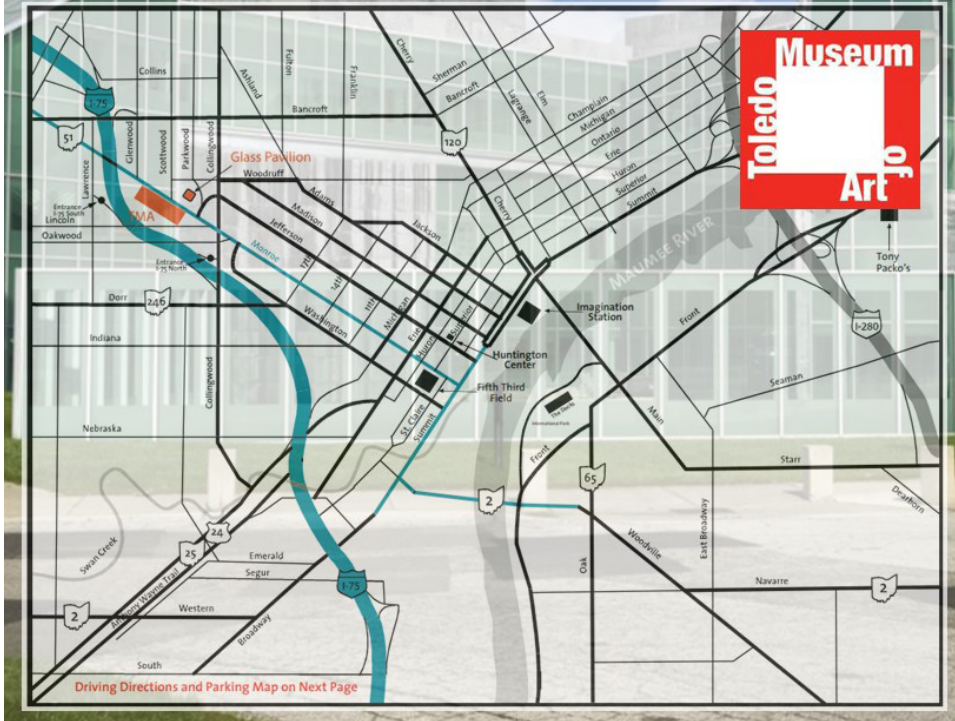 Museum
Toledo
Of
Art
Collins
Ashland
Fulton
Franklin
Cherry
Sherman
Bancroft
Lagrange
Elm
Bancroft
Champlain
Michigan
Ontario
Erie
Huran
Superior
Summit
I-75
51
120
Glenwood
Scottwood
Parkwood
Collingwood
Lawrence
Glass Pavilion
Woodruff
Adams
Madison
Jefferson
Jackson
Cherry
Entrance
I-75 South
TMA
Lincoln
Oakwood
Entrance
I-75 North
Monroe
17th
14th
11th
Michigan
Erie
Huron
Superior
MAUMEE RIVER
Tony
Packo's
Dorr
246
Washington
Imagination
Station
Front
I-280
Indiana
Huntington
Center
Collingwood
Fifth Third
Field
Seaman
St. Claire
Summit
The Docks
International Park
Main
Nebraska
Front
Starr
65
2
Dearhorn
Swan Creek
24
25
Emerald
Segur
I-75
Oak
Woodville
East Broadway
Navarre
2
Anthony Wayne Trail
2
Western
Broadway
South
Driving Directions and Parking Map on Next Page